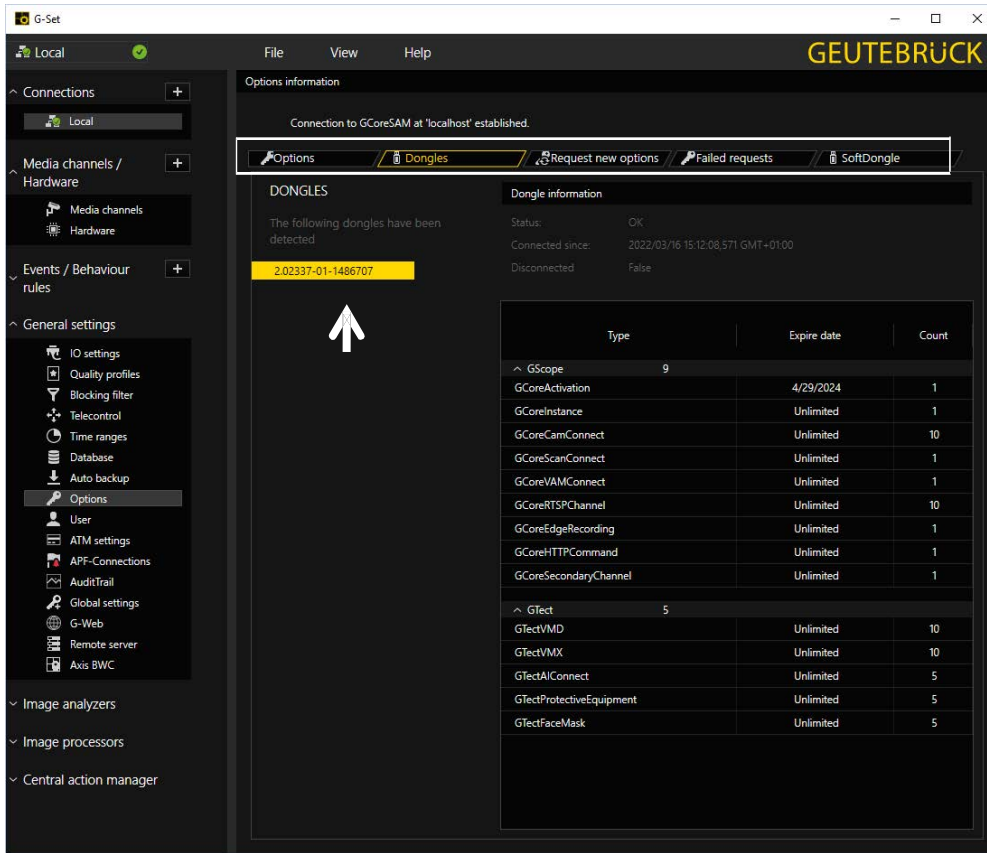 G-Set
Local
File View Help
GEUTEBRÜCK
Connections +
Local
Media channels / Hardware +
Media channels
Hardware
Events / Behaviour rules +
General settings
IO settings
Quality profiles
Blocking filter
Telecontrol
Time ranges
Database
Auto backup
Options
User
ATM settings
APF-Connections
AuditTrail
Global settings
G-Web
Remote server
Axis BWC
Image analyzers
Image processors
Central action manager
Options information
Connection to GCoreSAM at 'localhost' established.
Options Dongles Request new options Failed requests SoftDongle
DONGLES
The following dongles have been
detected
2.02337-01-1486707
Dongle information
Status: OK
Connected since: 2022/03/16 15:12:08,571 GMT+01:00
Disconnected False
Type Expire date Count
GScope 9
GCoreActivation 4/29/2024 1
GCoreInstance Unlimited 1
GCoreCamConnect Unlimited 10
GCoreScanConnect Unlimited 1
GCoreVAMConnect Unlimited 1
GCoreRTSPChannel Unlimited 10
GCoreEdgeRecording Unlimited 1
GCoreHTTPCommand Unlimited 1
GCoreSecondaryChannel Unlimited 1
GTect 5
GTectVMD Unlimited 10
GTectVMX Unlimited 10
GTectAIConnect Unlimited 5
GTectProtectiveEquipment Unlimited 5
GTectFaceMask Unlimited 5